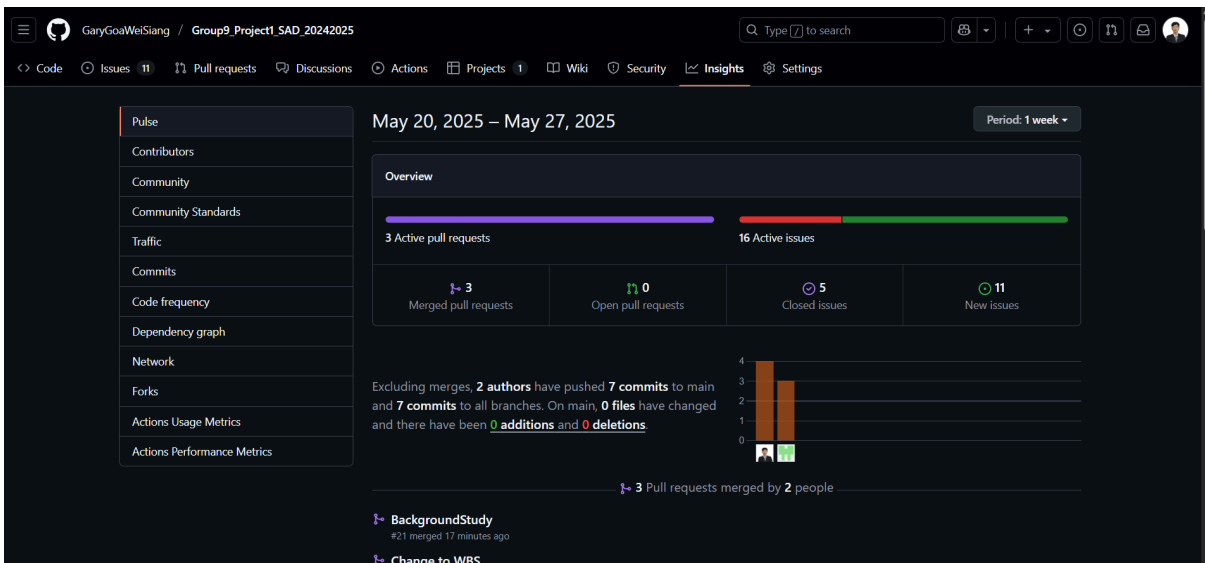 GaryGoaWeiSiang / Group9_Project1_SAD_20242025
Type / to search
Code
Issues 11
Pull requests
Discussions
Actions
Projects 1
Wiki
Security
Insights
Settings
Pulse
Contributors
Community
Community Standards
Traffic
Commits
Code frequency
Dependency graph
Network
Forks
Actions Usage Metrics
Actions Performance Metrics
May 20, 2025 – May 27, 2025
Period: 1 week
Overview
3 Active pull requests
16 Active issues
3
Merged pull requests
0
Open pull requests
5
Closed issues
11
New issues
Excluding merges, 2 authors have pushed 7 commits to main
and 7 commits to all branches. On main, 0 files have changed
and there have been 0 additions and 0 deletions.
4
3
2
1
0
3 Pull requests merged by 2 people
BackgroundStudy
#21 merged 17 minutes ago
Change to WBS